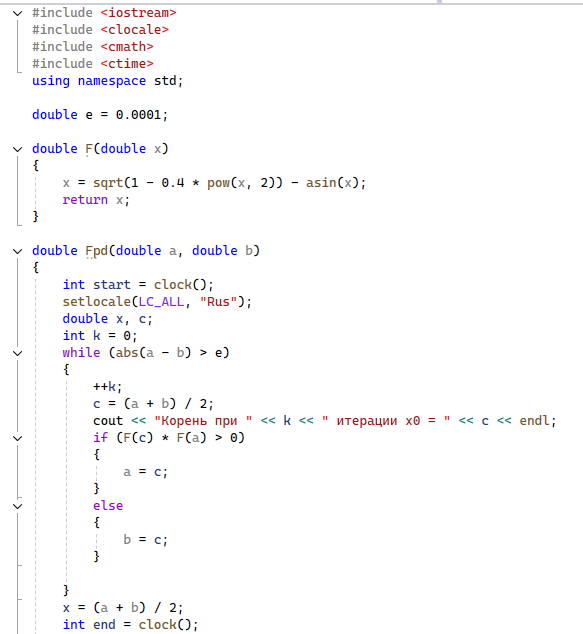 #include <iostream>
#include <clocale>
#include <cmath>
#include <ctime>
using namespace std;
double e = 0.0001;
double F(double x)
{
x = sqrt(1 - 0.4 * pow(x, 2)) - asin(x);
return x;
}
double Fpd(double a, double b)
{
int start = clock();
setlocale(LC_ALL, "Rus");
double x, c;
int k = 0;
while (abs(a - b) > e)
{
++k;
c = (a + b) / 2;
cout << "Корень при " << k << " итерации x0 = " << c << endl;
if (F(c) * F(a) > 0)
{
a = c;
}
else
{
b = c;
}
}
x = (a + b) / 2;
int end = clock();